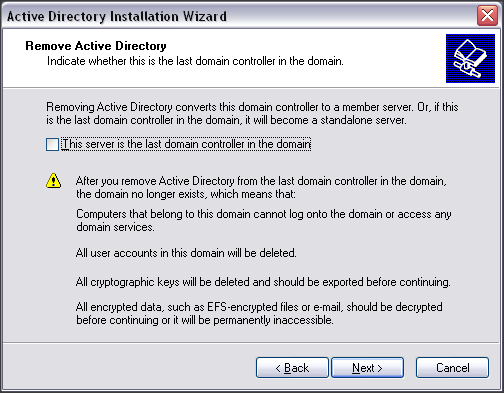 Active Directory Installation Wizard
Remove Active Directory
Indicate whether this is the last domain controller in the domain.
Removing Active Directory converts this domain controller to a member server. Or, if this
is the last domain controller in the domain, it will become a standalone server.
This server is the last domain controller in the domain
After you remove Active Directory from the last domain controller in the domain,
the domain no longer exists, which means that:
Computers that belong to this domain cannot log onto the domain or access any
domain services.
All user accounts in this domain will be deleted.
All cryptographic keys will be deleted and should be exported before continuing.
All encrypted data, such as EFS-encrypted files or e-mail, should be decrypted
before continuing or it will be permanently inaccessible.
< Back Next > Cancel